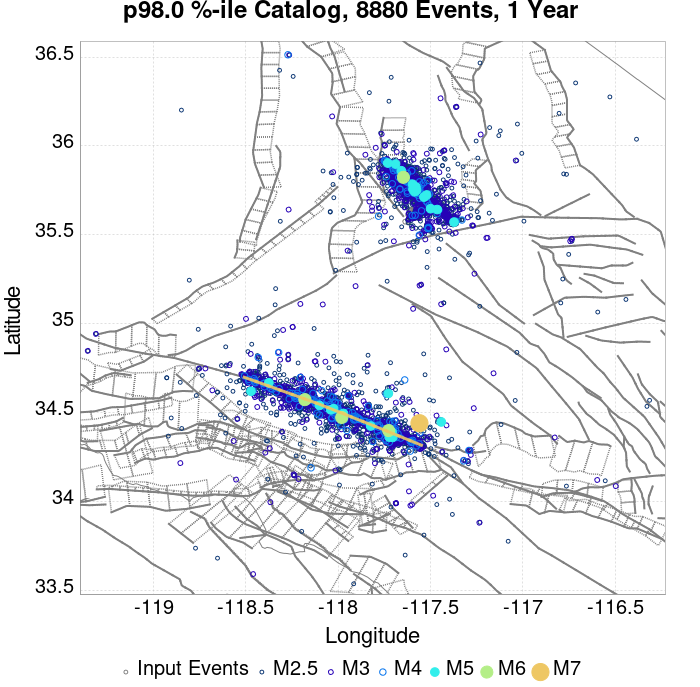 p98.0 %-ile Catalog, 8880 Events, 1 Year
36.5
36
35.5
35
34.5
34
33.5
Latitude
-119 -118.5 -118 -117.5 -117 -116.5
Longitude
Input Events M2.5 M3 M4 M5 M6 M7